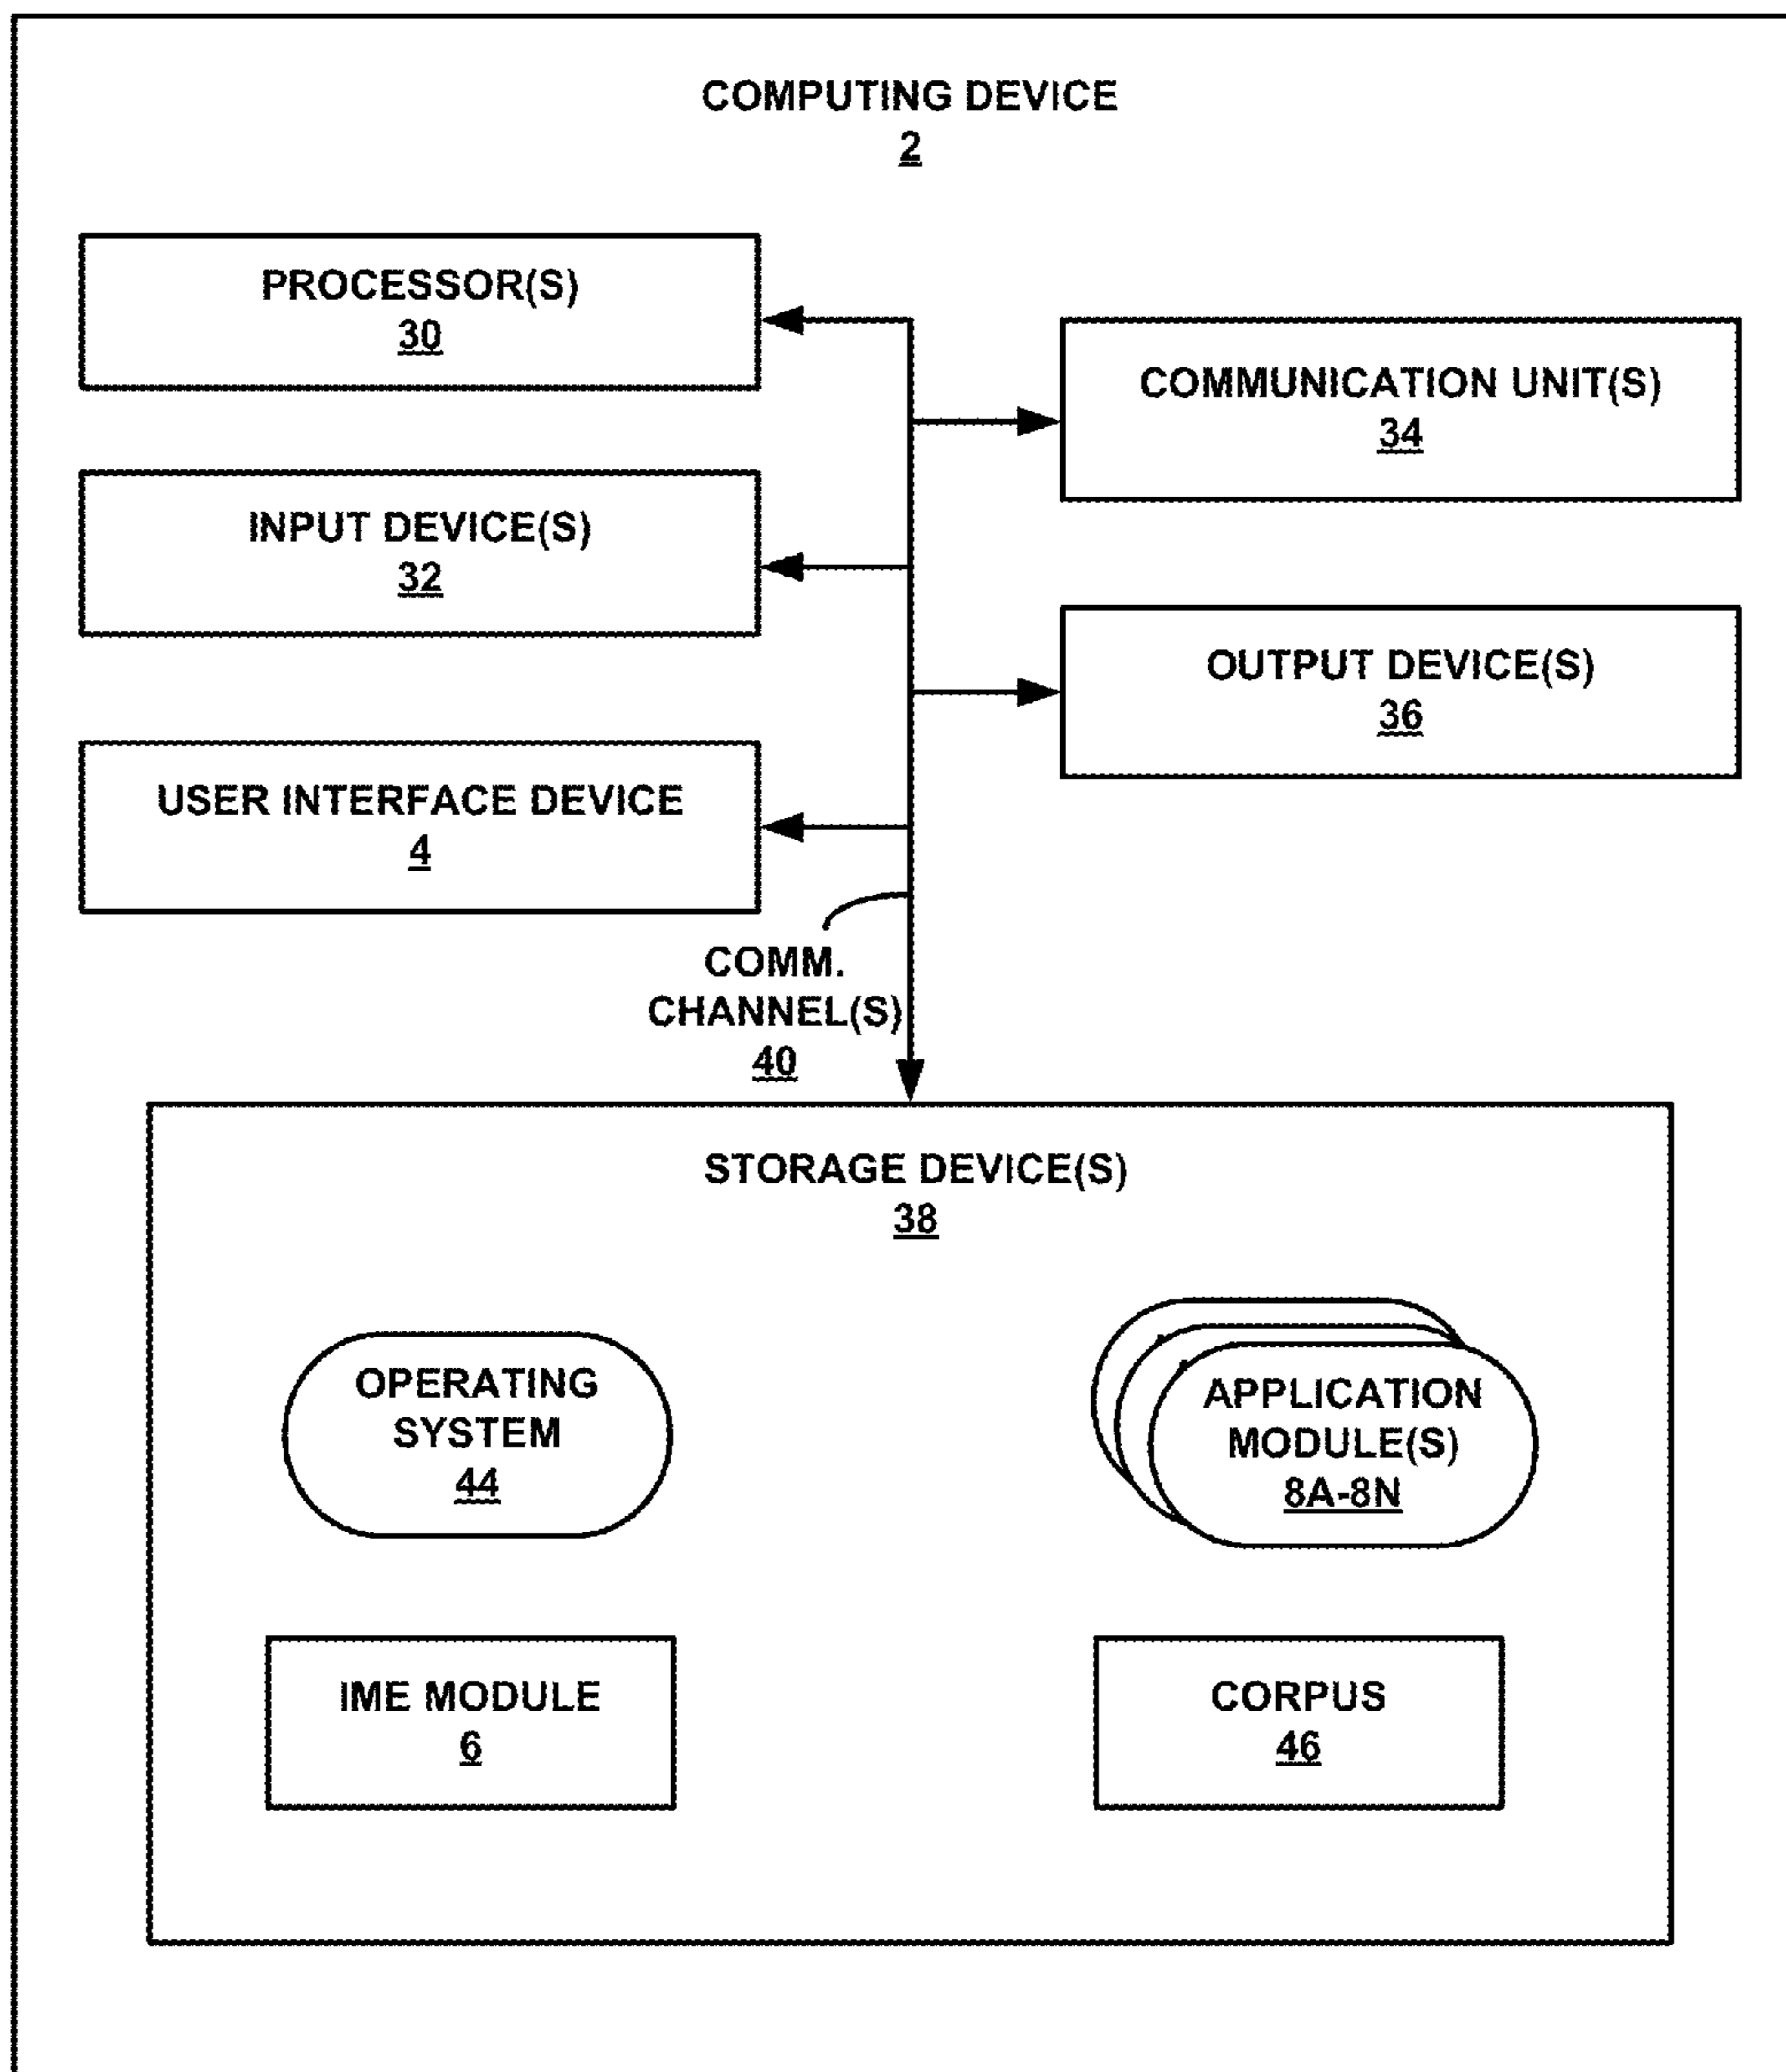 COMPUTING DEVICE
2
PROCESSOR(S)
30
COMMUNICATION UNIT(S)
34
INPUT DEVICE(S)
32
OUTPUT DEVICE(S)
36
USER INTERFACE DEVICE
4
COMM.
CHANNEL(S)
40
STORAGE DEVICE(S)
38
OPERATING
SYSTEM
44
APPLICATION
MODULE(S)
8A-8N
IME MODULE
6
CORPUS
46